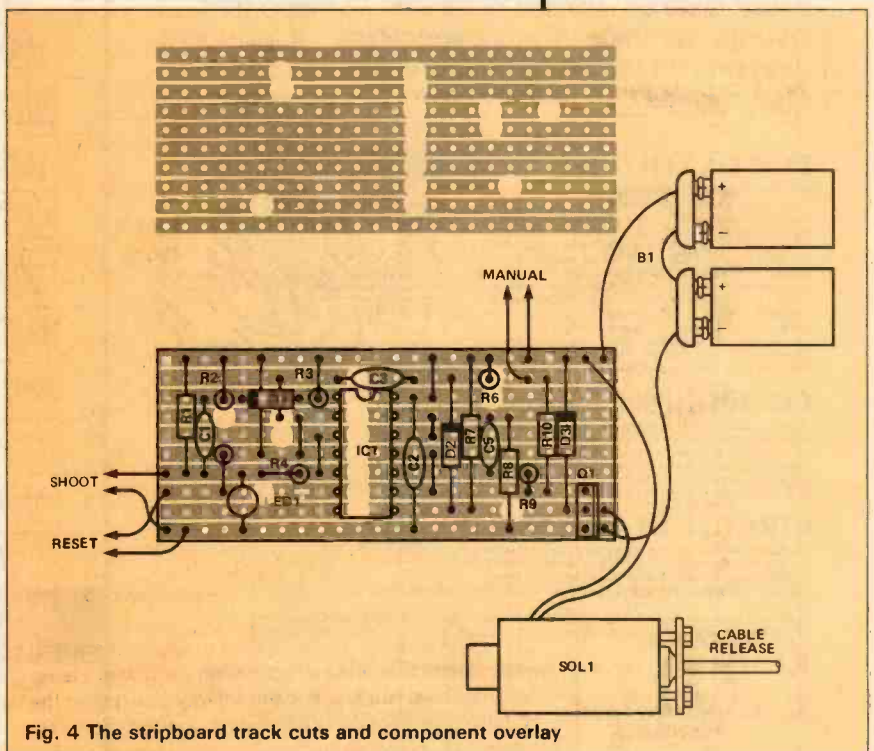 +
−
B1
+
−
MANUAL
R1
R2
R3
C1
C3
R4
LED1
IC1
C2
D2
R7
C5
R6
R8
R9
R10
D3
Q1
SHOOT
RESET
SOL1
CABLE
RELEASE
Fig. 4 The stripboard track cuts and component overlay